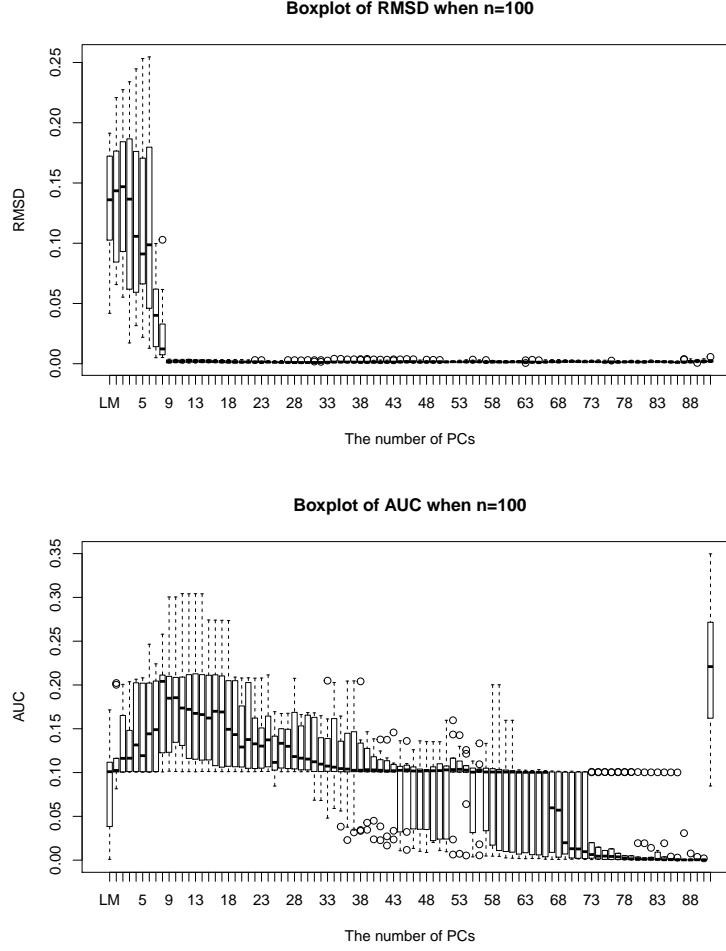 Boxplot of RMSD when n=100
RMSD
0.25
0.20
0.15
0.10
0.05
0.00
LM 5 9 13 18 23 28 33 38 43 48 53 58 63 68 73 78 83 88
The number of PCs
Boxplot of AUC when n=100
AUC
0.35
0.30
0.25
0.20
0.15
0.10
0.05
0.00
LM 5 9 13 18 23 28 33 38 43 48 53 58 63 68 73 78 83 88
The number of PCs